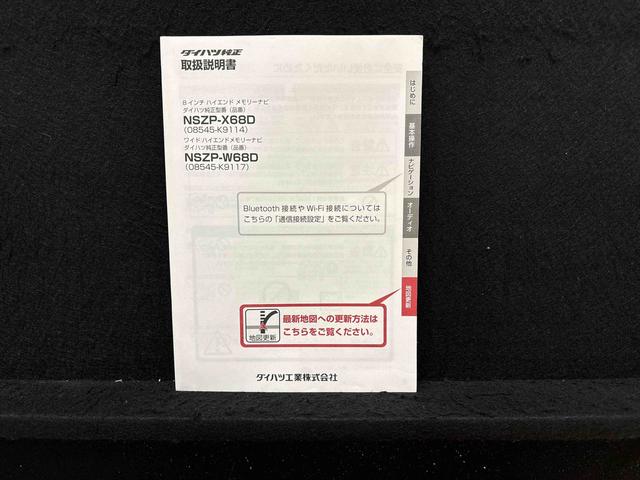 ダイハツ純正
取扱説明書
8インチ ハイエンド メモリーナビ
ダイハツ純正型番（品番）
NSZP-X68D
(08545-K9114)
ワイド ハイエンドメモリーナビ
ダイハツ純正型番（品番）
NSZP-W68D
(08545-K9117)
Bluetooth 接続や Wi-Fi 接続については
こちらの「通信接続設定」をご覧ください。
最新地図への更新方法は
こちらをご覧ください。
地図更新
ダイハツ工業株式会社
はじめに
基本操作
ナビゲーション
オーディオ
その他
地図更新